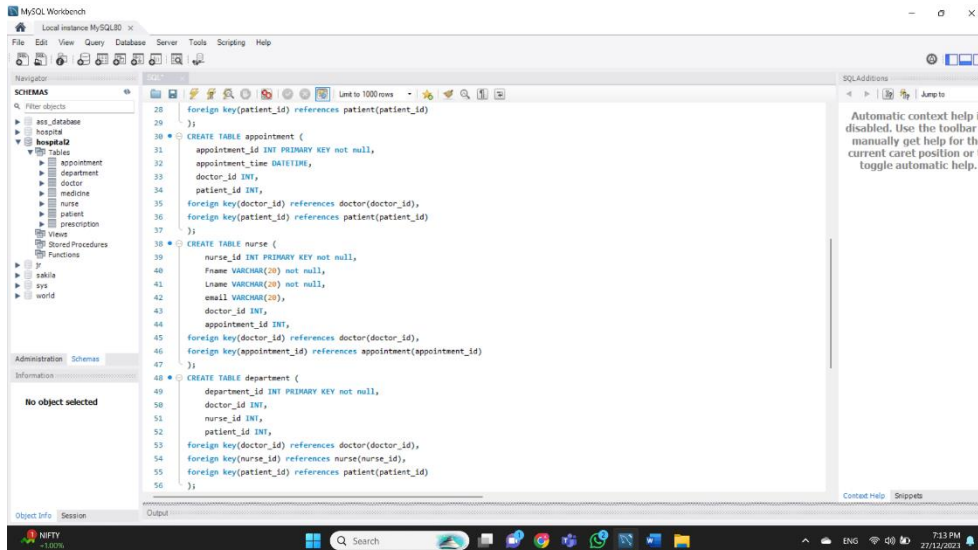 MySQL Workbench
Local instance MySQL80 ×
File Edit View Query Database Server Tools Scripting Help
Navigator
SCHEMAS
Filter objects
ass_database
hospital
hospital2
Tables
appointment
department
doctor
medicine
nurse
patient
prescription
Views
Stored Procedures
Functions
jr
sakila
sys
world
Administration Schemas
Information
No object selected
Object Info Session
Limit to 1000 rows
28 foreign key(patient_id) references patient(patient_id)
29 );
30 CREATE TABLE appointment (
31 appointment_id INT PRIMARY KEY not null,
32 appointment_time DATETIME,
33 doctor_id INT,
34 patient_id INT,
35 foreign key(doctor_id) references doctor(doctor_id),
36 foreign key(patient_id) references patient(patient_id)
37 );
38 CREATE TABLE nurse (
39 nurse_id INT PRIMARY KEY not null,
40 Fname VARCHAR(20) not null,
41 Lname VARCHAR(20) not null,
42 email VARCHAR(20),
43 doctor_id INT,
44 appointment_id INT,
45 foreign key(doctor_id) references doctor(doctor_id),
46 foreign key(appointment_id) references appointment(appointment_id)
47 );
48 CREATE TABLE department (
49 department_id INT PRIMARY KEY not null,
50 doctor_id INT,
51 nurse_id INT,
52 patient_id INT,
53 foreign key(doctor_id) references doctor(doctor_id),
54 foreign key(nurse_id) references nurse(nurse_id),
55 foreign key(patient_id) references patient(patient_id)
56 );
Output
SQLAdditions
Jump to
Automatic context help i
disabled. Use the toolbar
manually get help for th
current caret position or t
toggle automatic help.
Context Help Snippets
NIFTY
-1.00%
Search
ENG
7:13 PM
27/12/2023